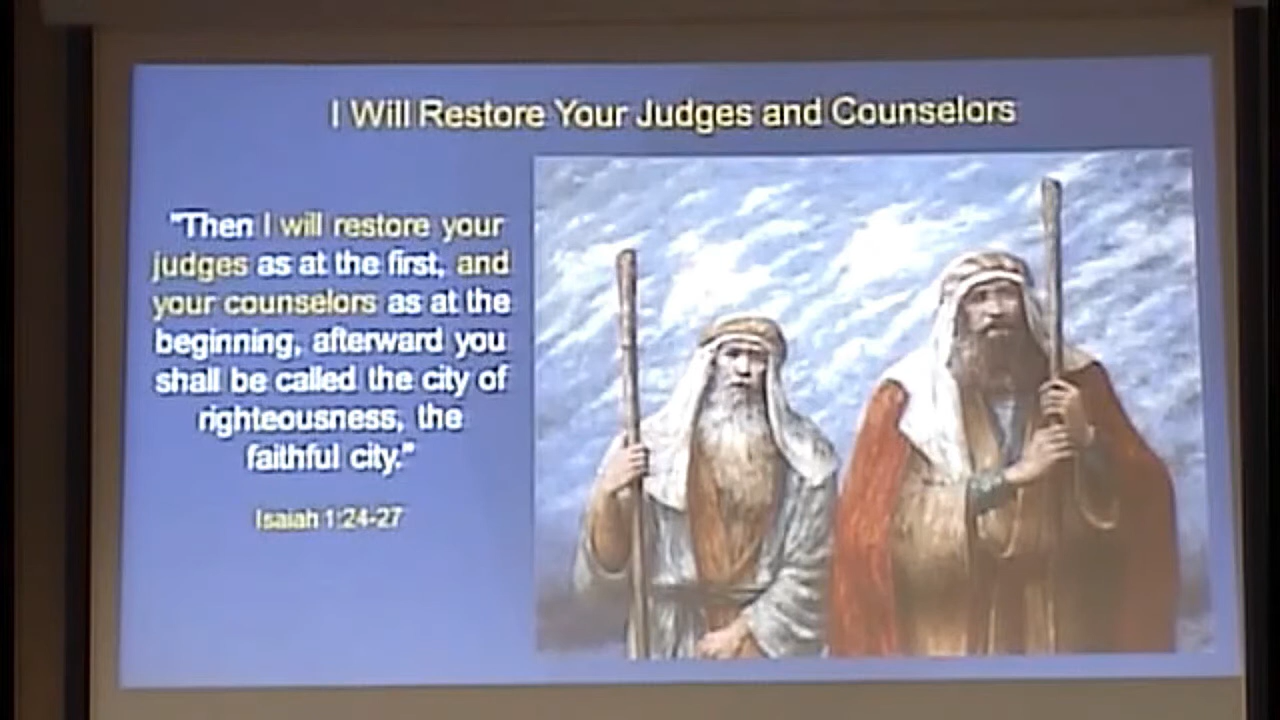 I Will Restore Your Judges and Counselors
"Then I will restore your
judges as at the first, and
your counselors as at the
beginning, afterward you
shall be called the city of
righteousness, the
faithful city."
Isaiah 1:24-27